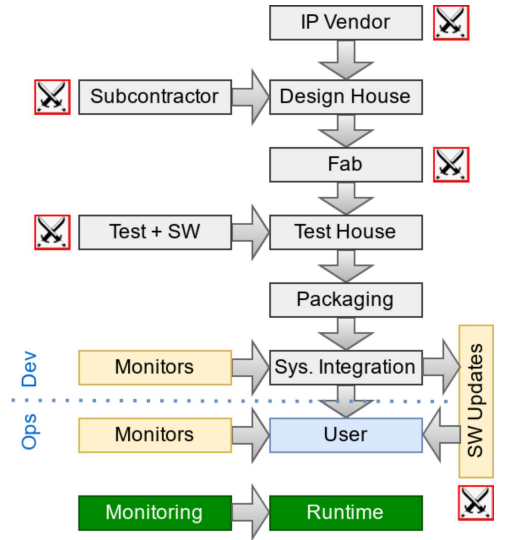 IP Vendor
Subcontractor
Design House
Fab
Test + SW
Test House
Packaging
Dev
Monitors
Sys. Integration
SW Updates
Ops
Monitors
User
Monitoring
Runtime